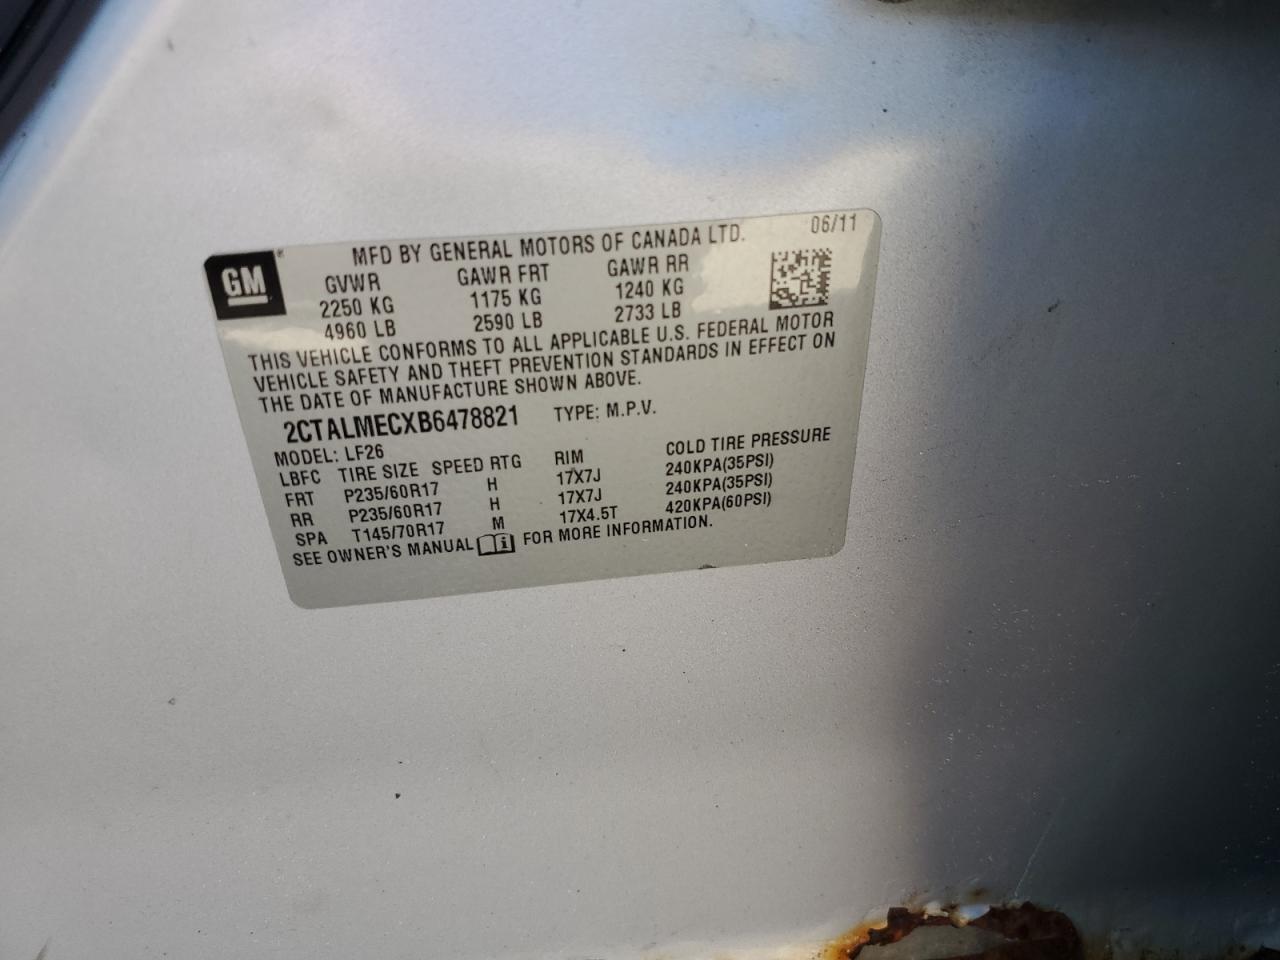 GM ®
MFD BY GENERAL MOTORS OF CANADA LTD. 06/11
GVWR GAWR FRT GAWR RR
2250 KG 1175 KG 1240 KG
4960 LB 2590 LB 2733 LB
THIS VEHICLE CONFORMS TO ALL APPLICABLE U.S. FEDERAL MOTOR
VEHICLE SAFETY AND THEFT PREVENTION STANDARDS IN EFFECT ON
THE DATE OF MANUFACTURE SHOWN ABOVE.
2CTALMECXB6478821 TYPE: M.P.V.
MODEL: LF26
LBFC TIRE SIZE SPEED RTG RIM COLD TIRE PRESSURE
FRT P235/60R17 H 17X7J 240KPA(35PSI)
RR P235/60R17 H 17X7J 240KPA(35PSI)
SPA T145/70R17 M 17X4.5T 420KPA(60PSI)
SEE OWNER'S MANUAL FOR MORE INFORMATION.